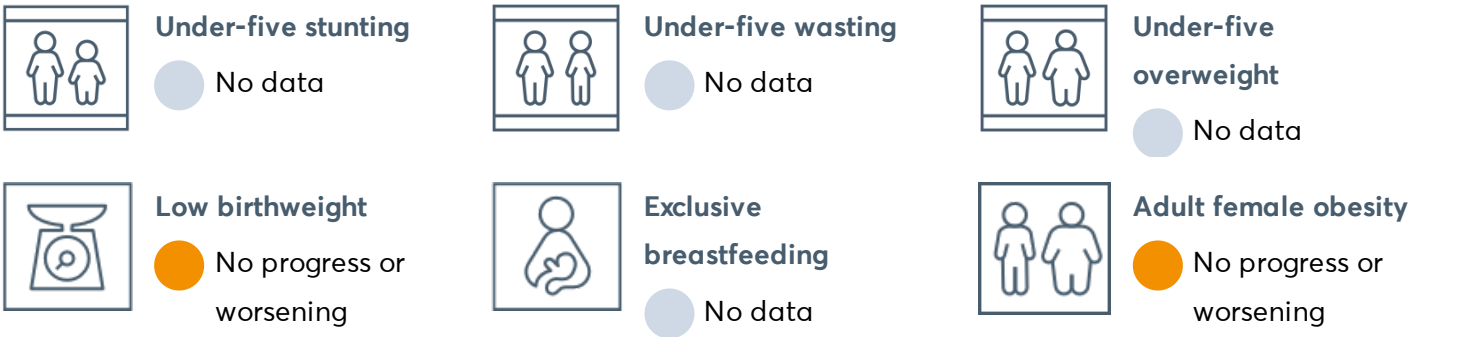 Under-five stunting
No data
Under-five wasting
No data
Under-five
overweight
No data
Low birthweight
No progress or
worsening
Exclusive
breastfeeding
No data
Adult female obesity
No progress or
worsening